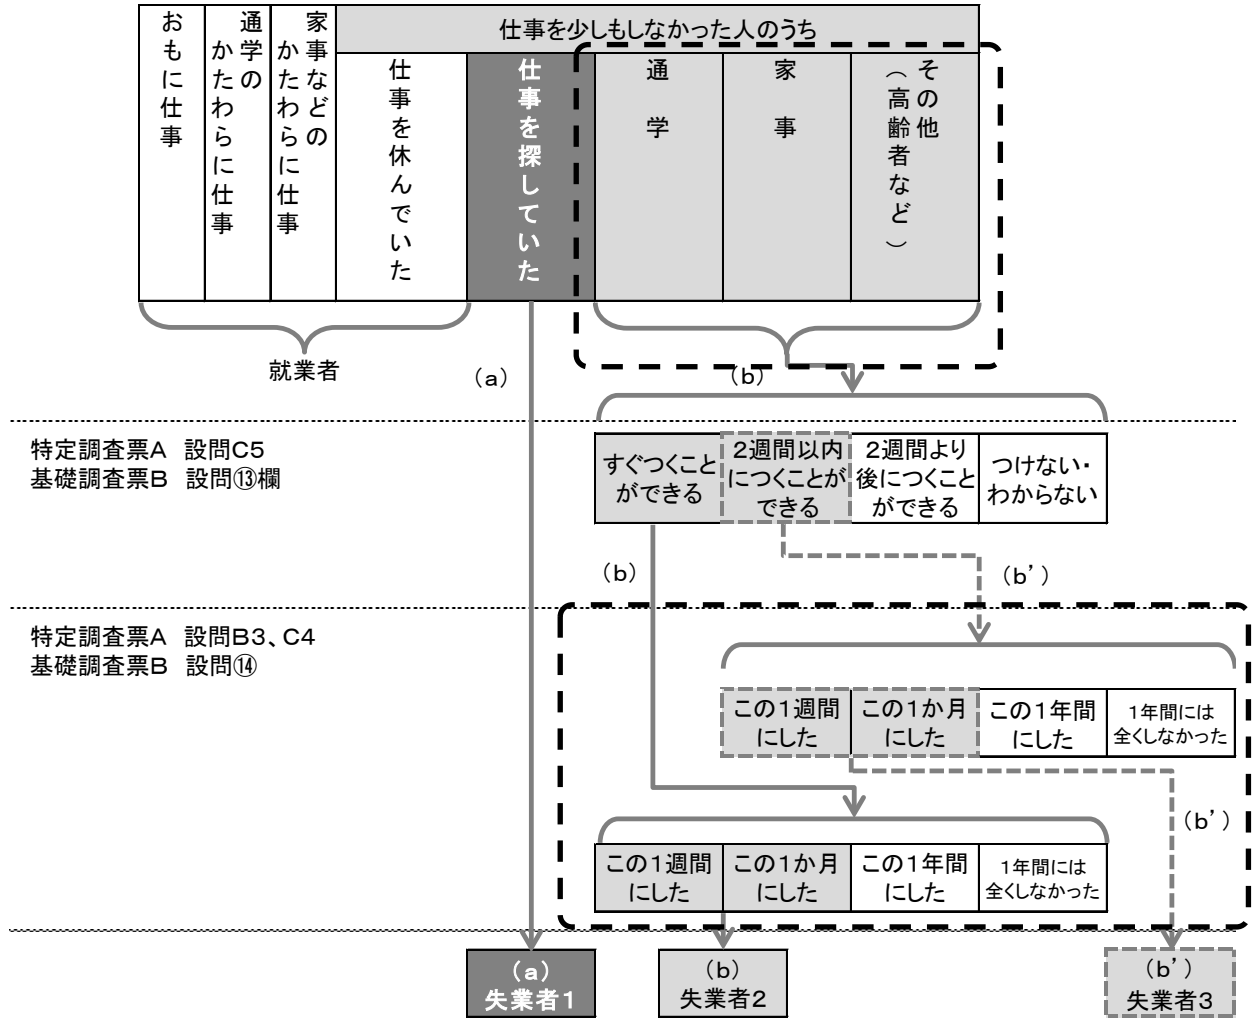 仕事を少しもしなかった人のうち
おもに仕事
通学の
かたわらに仕事
家事などの
かたわらに仕事
仕事を休んでいた
仕事を探していた
通学
家事
その他
（高齢者など）
就業者
（a）
（b）
特定調査票A　設問C5
基礎調査票B　設問⑬欄
すぐつくこと
ができる
2週間以内
につくことが
できる
2週間より
後につくこと
ができる
つけない・
わからない
（b）
（b’）
特定調査票A　設問B3、C4
基礎調査票B　設問⑭
この1週間
にした
この1か月
にした
この1年間
にした
1年間には
全くしなかった
（b’）
この1週間
にした
この1か月
にした
この1年間
にした
1年間には
全くしなかった
（a）
失業者1
（b）
失業者2
（b’）
失業者3